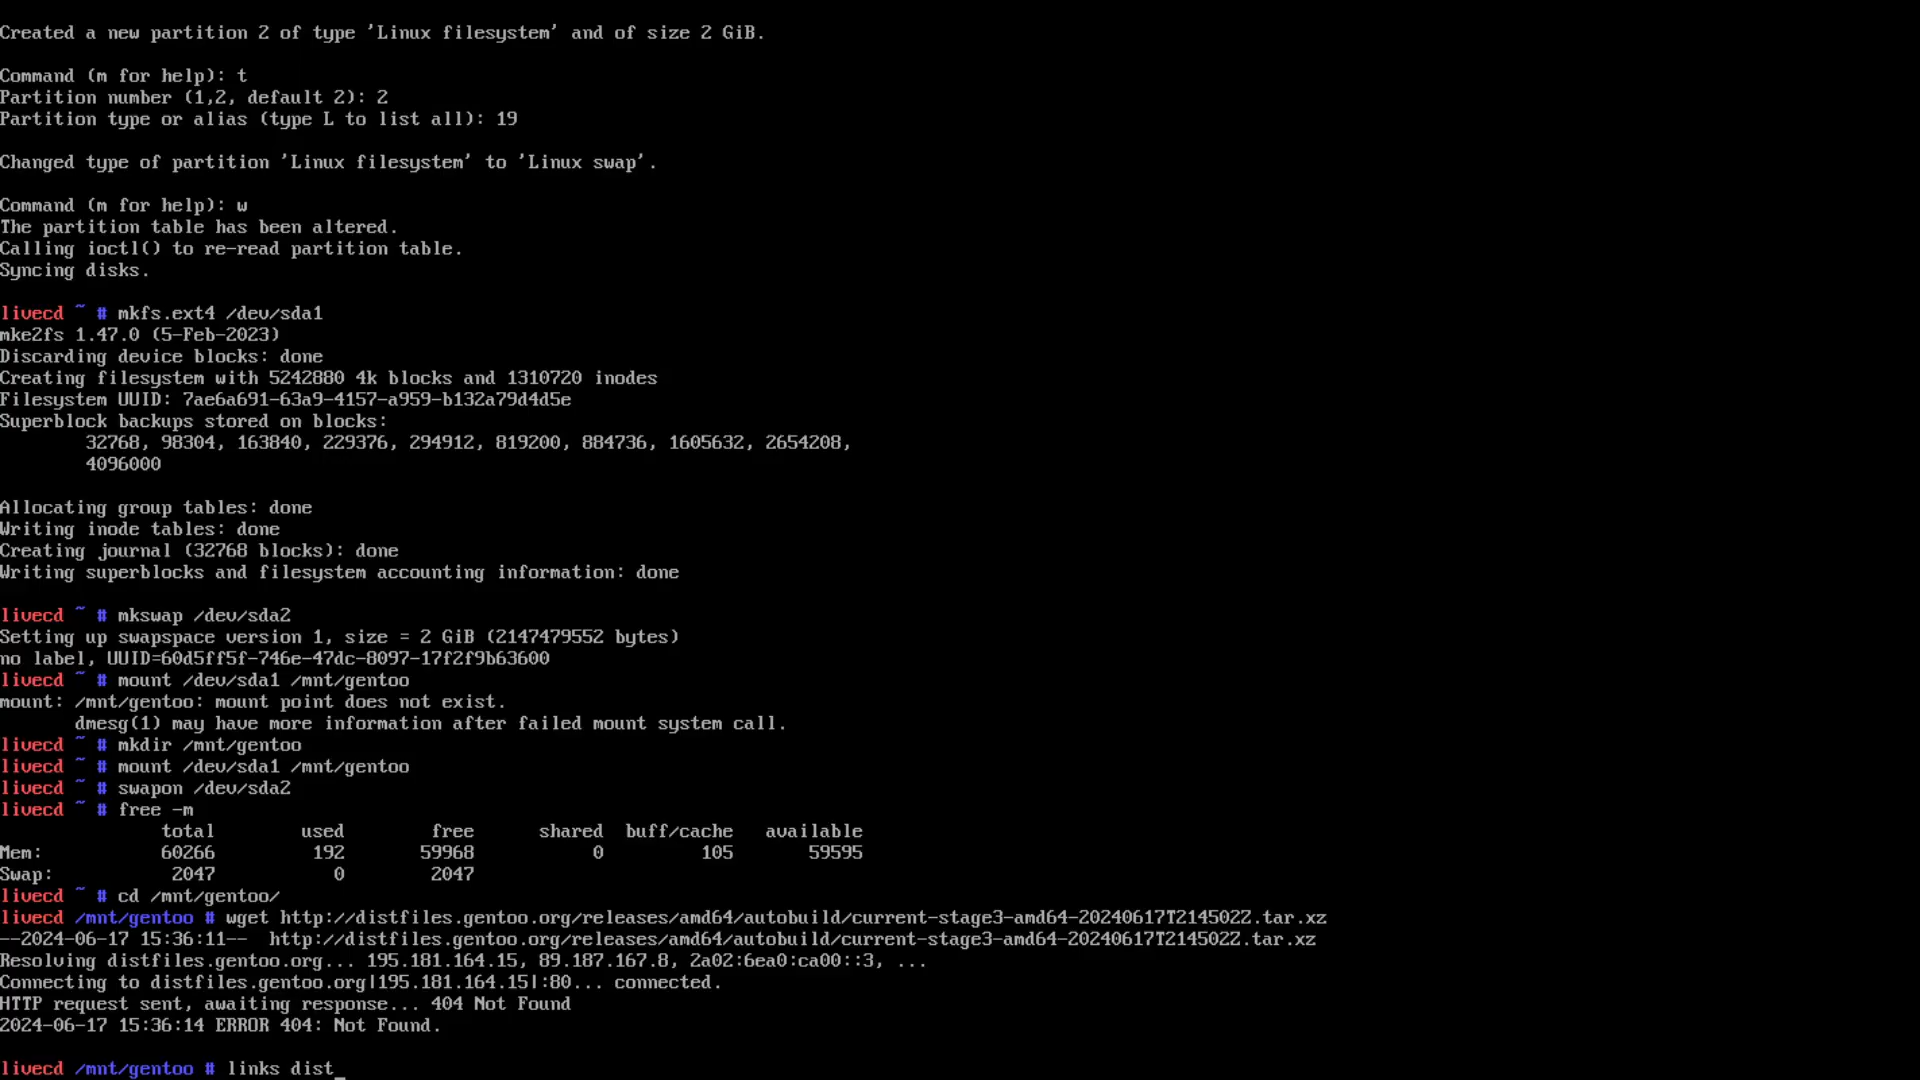 Created a new partition 2 of type 'Linux filesystem' and of size 2 GiB.
Command (m for help): t
Partition number (1,2, default 2): 2
Partition type or alias (type L to list all): 19
Changed type of partition 'Linux filesystem' to 'Linux swap'.
Command (m for help): w
The partition table has been altered.
Calling ioctl() to re-read partition table.
Syncing disks.
livecd ~ # mkfs.ext4 /dev/sda1
mke2fs 1.47.0 (5-Feb-2023)
Discarding device blocks: done
Creating filesystem with 5242880 4k blocks and 1310720 inodes
Filesystem UUID: 7ae6a691-63a9-4157-a959-b132a79d4d5e
Superblock backups stored on blocks:
32768, 98304, 163840, 229376, 294912, 819200, 884736, 1605632, 2654208,
4096000
Allocating group tables: done
Writing inode tables: done
Creating journal (32768 blocks): done
Writing superblocks and filesystem accounting information: done
livecd ~ # mkswap /dev/sda2
Setting up swapspace version 1, size = 2 GiB (2147479552 bytes)
no label, UUID=60d5ff5f-746e-47dc-8097-17f2f9b63600
livecd ~ # mount /dev/sda1 /mnt/gentoo
mount: /mnt/gentoo: mount point does not exist.
dmesg(1) may have more information after failed mount system call.
livecd ~ # mkdir /mnt/gentoo
livecd ~ # mount /dev/sda1 /mnt/gentoo
livecd ~ # swapon /dev/sda2
livecd ~ # free -m
total used free shared buff/cache available
Mem: 60266 192 59968 0 105 59595
Swap: 2047 0 2047
livecd ~ # cd /mnt/gentoo/
livecd /mnt/gentoo # wget http://distfiles.gentoo.org/releases/amd64/autobuild/current-stage3-amd64-20240617T214502Z.tar.xz
--2024-06-17 15:36:11-- http://distfiles.gentoo.org/releases/amd64/autobuild/current-stage3-amd64-20240617T214502Z.tar.xz
Resolving distfiles.gentoo.org... 195.181.164.15, 89.187.167.8, 2a02:6ea0:ca00::3, ...
Connecting to distfiles.gentoo.org|195.181.164.15|:80... connected.
HTTP request sent, awaiting response... 404 Not Found
2024-06-17 15:36:14 ERROR 404: Not Found.
livecd /mnt/gentoo # links dist_